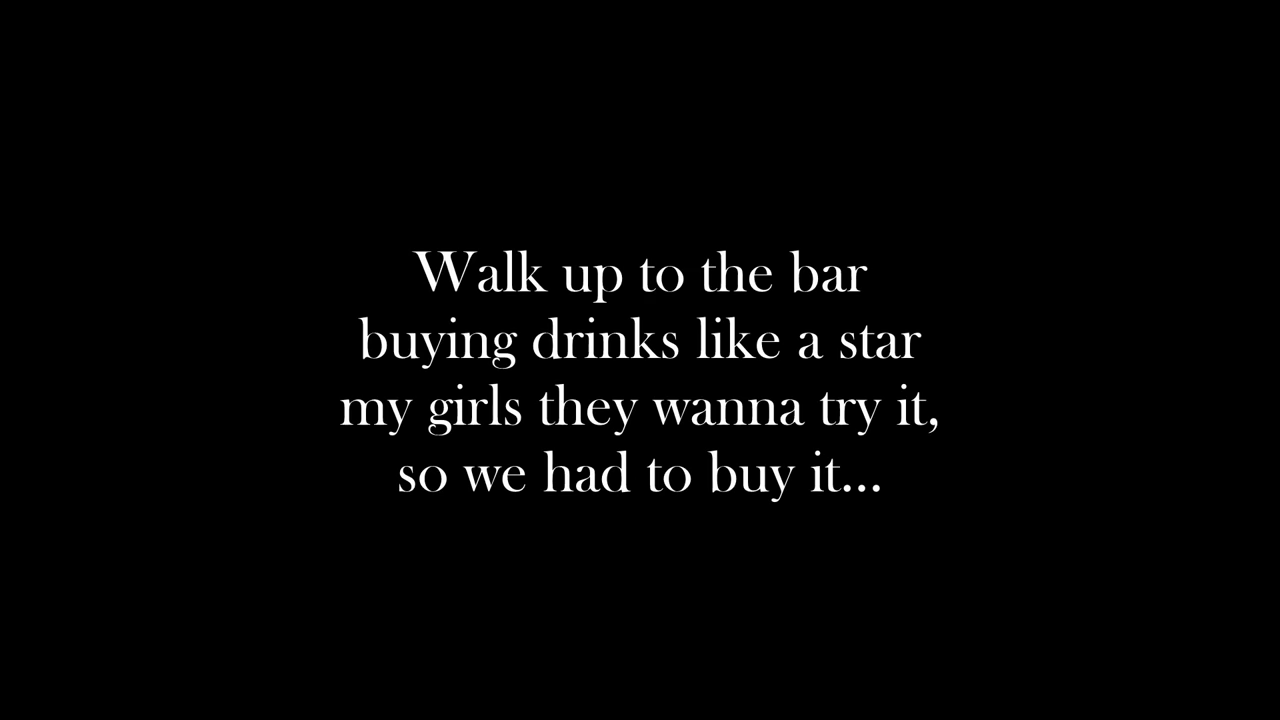 Walk up to the bar
buying drinks like a star
my girls they wanna try it,
so we had to buy it...